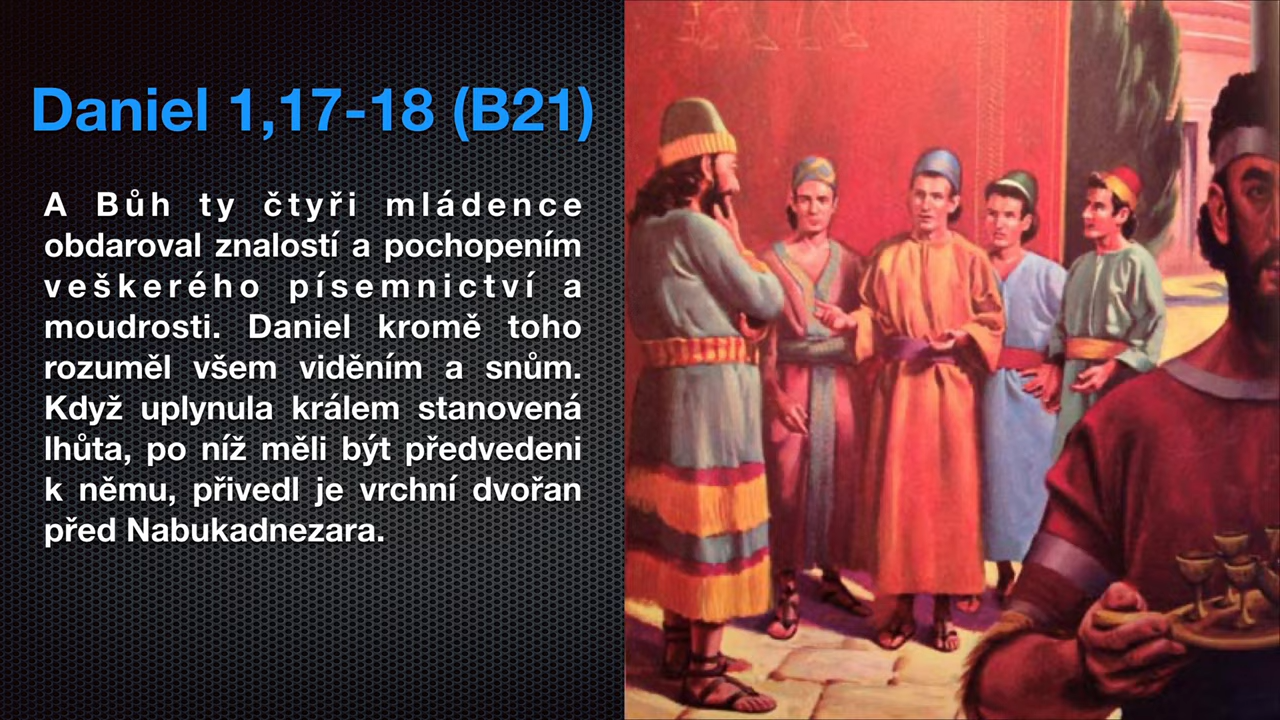 Daniel 1,17-18 (B21)
A Bůh ty čtyři mládence
obdaroval znalostí a pochopením
veškerého písemnictví a
moudrosti. Daniel kromě toho
rozuměl všem viděním a snům.
Když uplynula králem stanovená
lhůta, po níž měli být předvedeni
k němu, přivedl je vrchní dvořan
před Nabukadnezara.